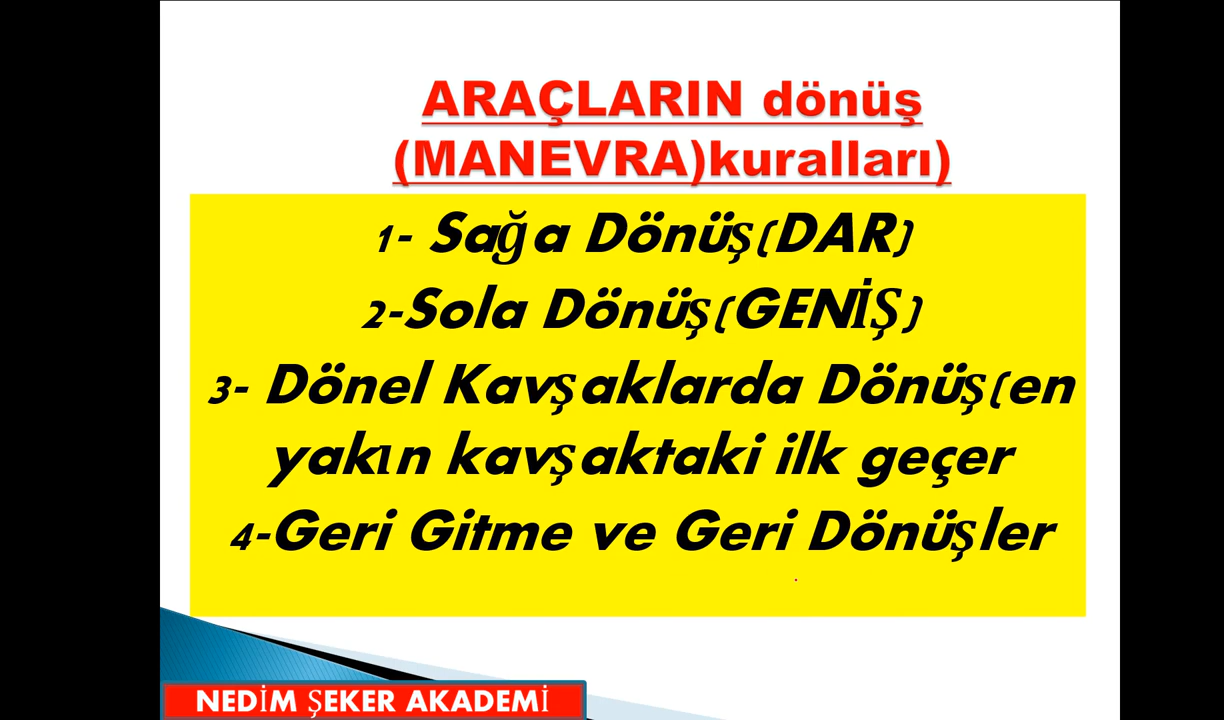 ARAÇLARIN dönüş
(MANEVRA)kuralları)
1- Sağa Dönüş(DAR)
2-Sola Dönüş(GENİŞ)
3- Dönel Kavşaklarda Dönüş(en
yakın kavşaktaki ilk geçer
4-Geri Gitme ve Geri Dönüşler
NEDİM ŞEKER AKADEMİ